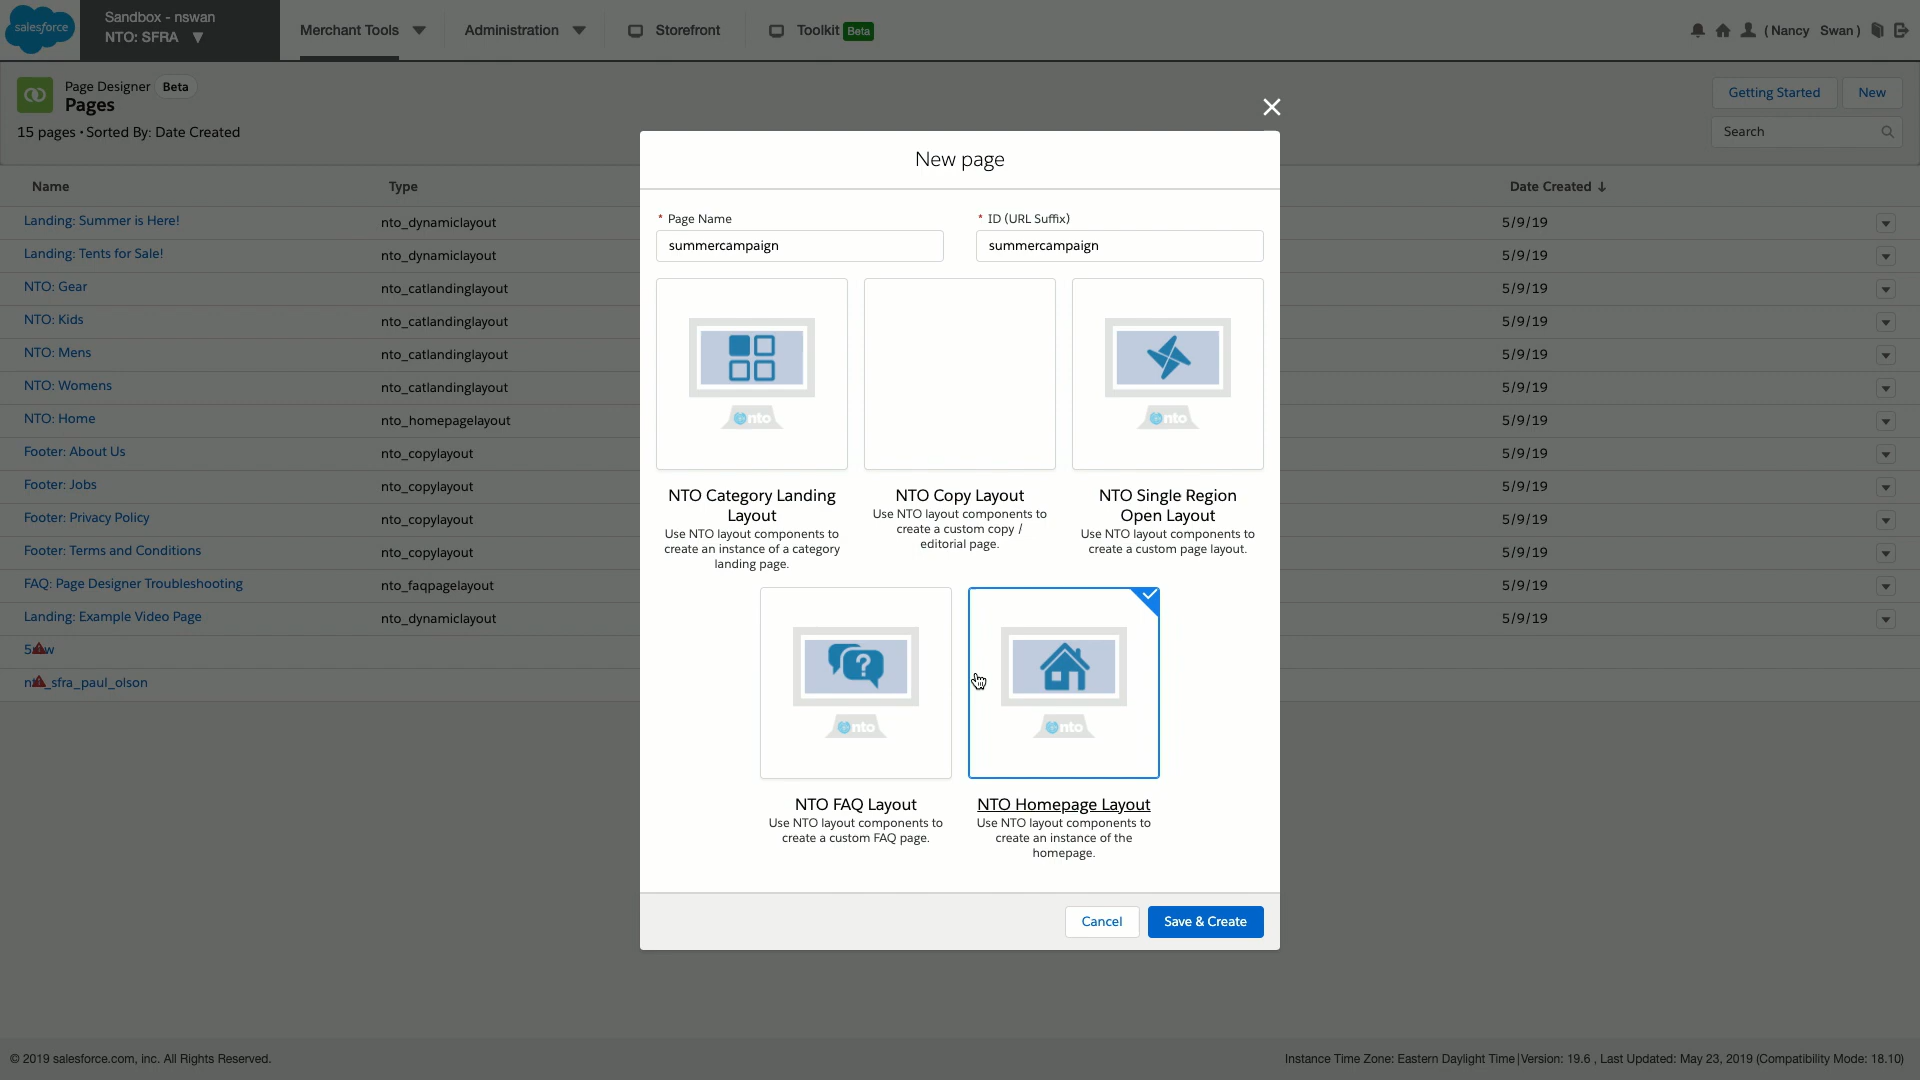 salesforce
Sandbox - nswan
NTO: SFRA
Merchant Tools
Administration
Storefront
Toolkit Beta
( Nancy Swan )
Page Designer Beta
Pages
15 pages • Sorted By: Date Created
Getting Started
New
Search
Name Type Date Created ↓
Landing: Summer is Here! nto_dynamiclayout 5/9/19
Landing: Tents for Sale! nto_dynamiclayout 5/9/19
NTO: Gear nto_catlandinglayout 5/9/19
NTO: Kids nto_catlandinglayout 5/9/19
NTO: Mens nto_catlandinglayout 5/9/19
NTO: Womens nto_catlandinglayout 5/9/19
NTO: Home nto_homepagelayout 5/9/19
Footer: About Us nto_copylayout 5/9/19
Footer: Jobs nto_copylayout 5/9/19
Footer: Privacy Policy nto_copylayout 5/9/19
Footer: Terms and Conditions nto_copylayout 5/9/19
FAQ: Page Designer Troubleshooting nto_faqpagelayout 5/9/19
Landing: Example Video Page nto_dynamiclayout 5/9/19
New page
* Page Name
summercampaign
* ID (URL Suffix)
summercampaign
nto
NTO Category Landing
Layout
Use NTO layout components to
create an instance of a category
landing page.
NTO Copy Layout
Use NTO layout components to
create a custom copy /
editorial page.
nto
NTO Single Region
Open Layout
Use NTO layout components to
create a custom page layout.
nto
NTO FAQ Layout
Use NTO layout components to
create a custom FAQ page.
nto
NTO Homepage Layout
Use NTO layout components to
create an instance of the
homepage.
Cancel
Save & Create
© 2019 salesforce.com, inc. All Rights Reserved.
Instance Time Zone: Eastern Daylight Time|Version: 19.6 , Last Updated: May 23, 2019 (Compatibility Mode: 18.10)